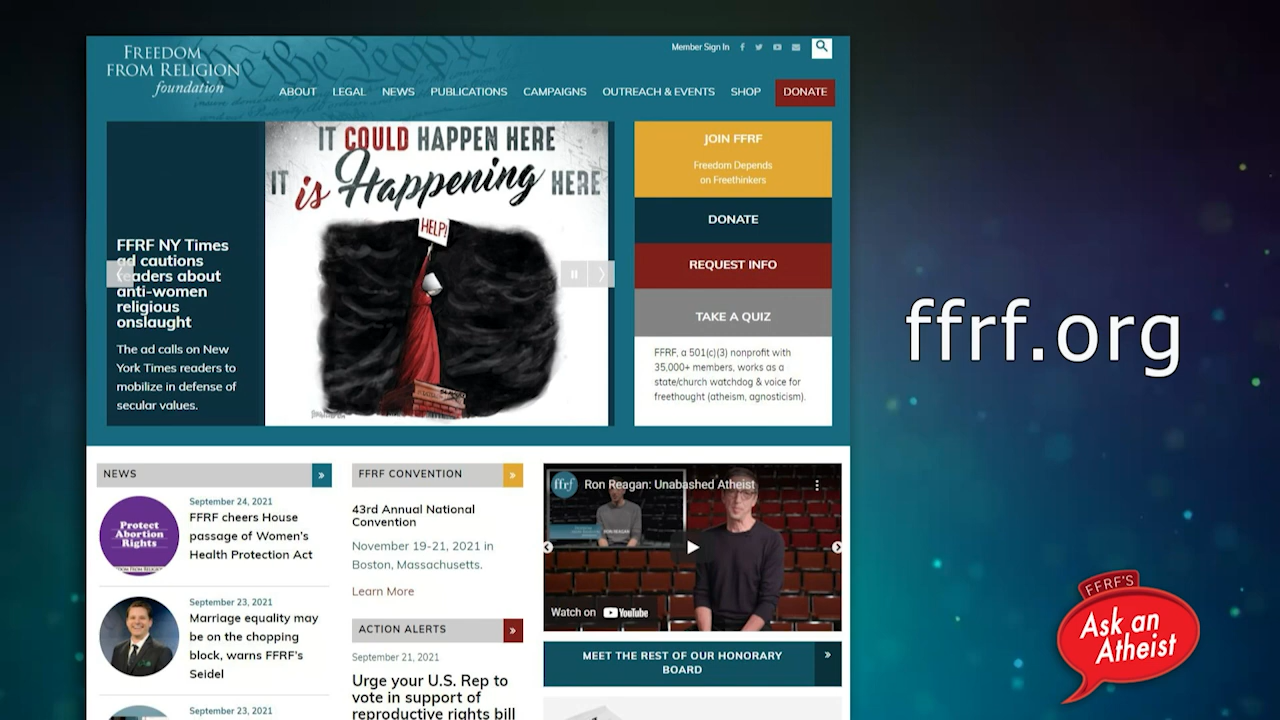 FREEDOM
FROM RELIGION
foundation
We the People
Member Sign In
ABOUT LEGAL NEWS PUBLICATIONS CAMPAIGNS OUTREACH & EVENTS SHOP DONATE
FFRF NY Times
ad cautions
readers about
anti-women
religious
onslaught
The ad calls on New
York Times readers to
mobilize in defense of
secular values.
IT COULD HAPPEN HERE
IT is Happening HERE
HELP!
JOIN FFRF
Freedom Depends
on Freethinkers
DONATE
REQUEST INFO
TAKE A QUIZ
FFRF, a 501(c)(3) nonprofit with
35,000+ members, works as a
state/church watchdog & voice for
freethought (atheism, agnosticism).
ffrf.org
NEWS
September 24, 2021
FFRF cheers House
passage of Women's
Health Protection Act
Protect
Abortion
Rights
September 23, 2021
Marriage equality may
be on the chopping
block, warns FFRF's
Seidel
September 23, 2021
FFRF CONVENTION
43rd Annual National
Convention
November 19-21, 2021 in
Boston, Massachusetts.
Learn More
ACTION ALERTS
September 21, 2021
Urge your U.S. Rep to
vote in support of
reproductive rights bill
ffrf
Ron Reagan: Unabashed Atheist
RON REAGAN
Watch on YouTube
MEET THE REST OF OUR HONORARY
BOARD
FFRF'S
Ask an
Atheist